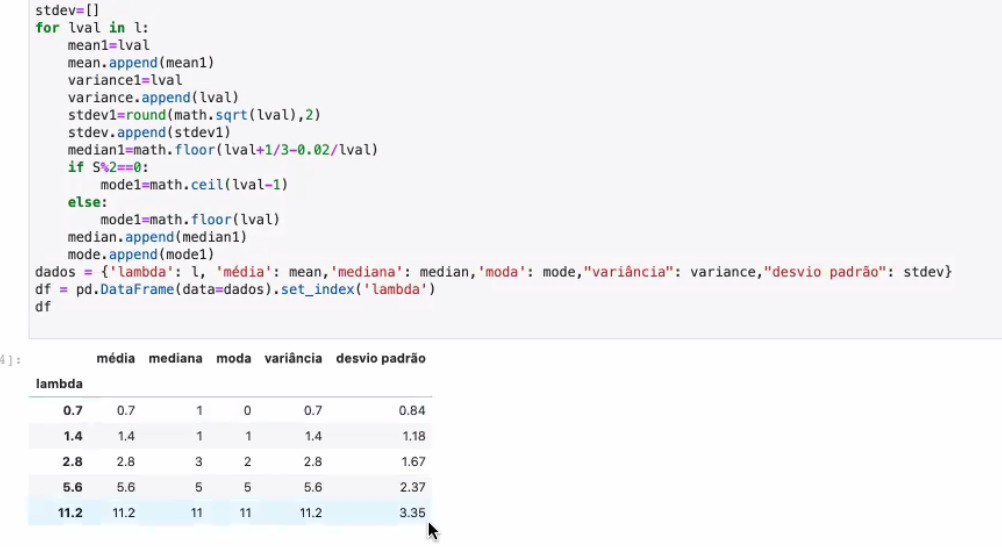 stdev=[]
for lval in l:
    mean1=lval
    mean.append(mean1)
    variance1=lval
    variance.append(lval)
    stdev1=round(math.sqrt(lval),2)
    stdev.append(stdev1)
    median1=math.floor(lval+1/3-0.02/lval)
    if S%2==0:
        mode1=math.ceil(lval-1)
    else:
        mode1=math.floor(lval)
    median.append(median1)
    mode.append(mode1)
dados = {'lambda': l, 'média': mean,'mediana': median,'moda': mode,"variância": variance,"desvio padrão": stdev}
df = pd.DataFrame(data=dados).set_index('lambda')
df
4]:
média mediana moda variância desvio padrão
lambda
0.7 0.7 1 0 0.7 0.84
1.4 1.4 1 1 1.4 1.18
2.8 2.8 3 2 2.8 1.67
5.6 5.6 5 5 5.6 2.37
11.2 11.2 11 11 11.2 3.35